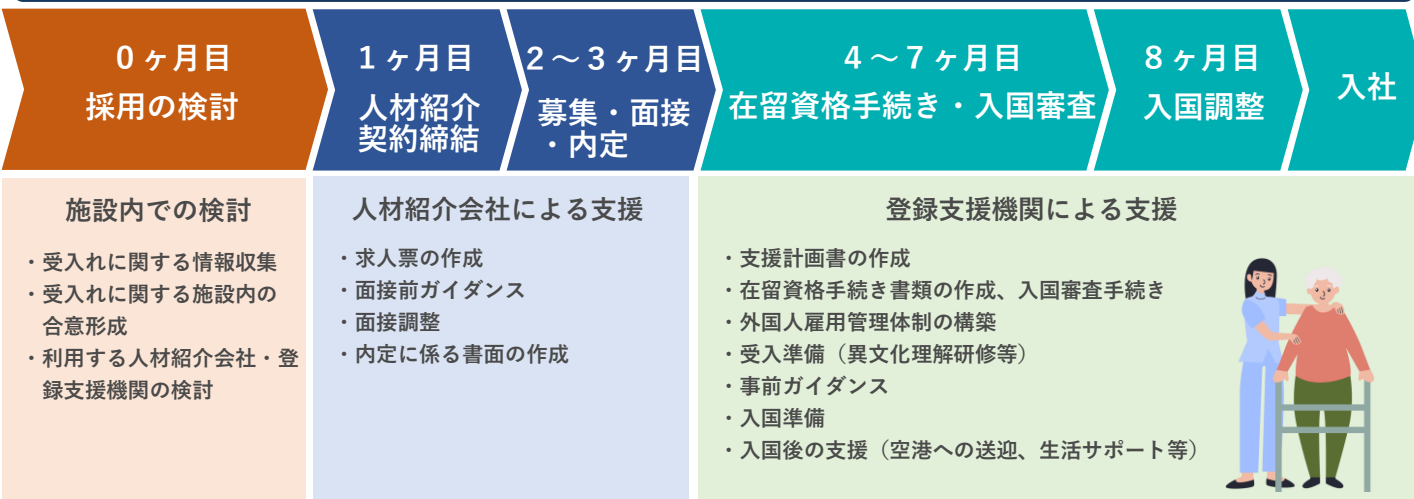 0ヶ月目
採用の検討
1ヶ月目
人材紹介
契約締結
2～3ヶ月目
募集・面接
・内定
4～7ヶ月目
在留資格手続き・入国審査
8ヶ月目
入国調整
入社
施設内での検討
・受入れに関する情報収集
・受入れに関する施設内の
合意形成
・利用する人材紹介会社・登
録支援機関の検討
人材紹介会社による支援
・求人票の作成
・面接前ガイダンス
・面接調整
・内定に係る書面の作成
登録支援機関による支援
・支援計画書の作成
・在留資格手続き書類の作成、入国審査手続き
・外国人雇用管理体制の構築
・受入準備（異文化理解研修等）
・事前ガイダンス
・入国準備
・入国後の支援（空港への送迎、生活サポート等）